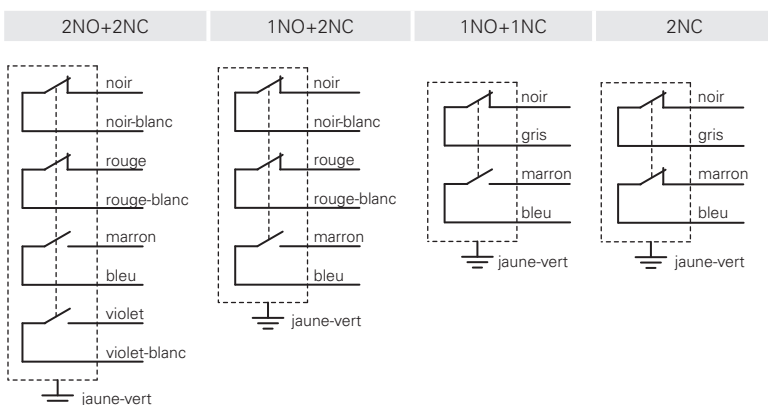 2NO+2NC
noir
noir-blanc
rouge
rouge-blanc
marron
bleu
violet
violet-blanc
jaune-vert
1NO+2NC
noir
noir-blanc
rouge
rouge-blanc
marron
bleu
jaune-vert
1NO+1NC
noir
gris
marron
bleu
jaune-vert
2NC
noir
gris
marron
bleu
jaune-vert